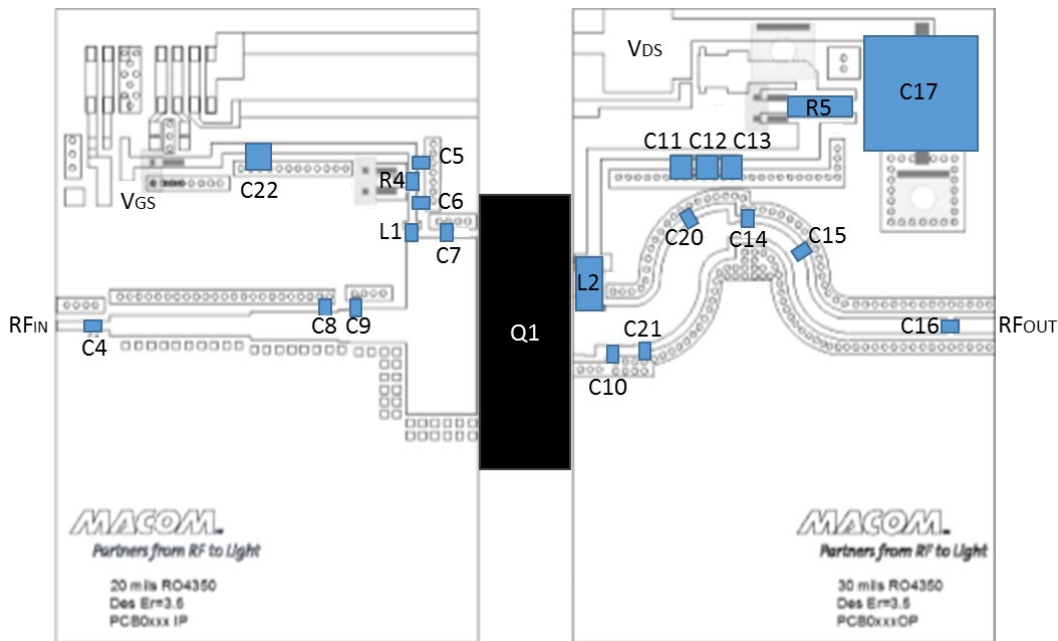 VDS
C17
R5
C11 C12 C13
C5
R4
C22
VGS
C6
L1
C7
C20
C14
C15
L2
RFIN
C4
C8
C9
Q1
C21
C10
C16
RFOUT
MACOM™
Partners from RF to Light
20 mils RO4350
Des Er=3.5
PCB0xxx IP
MACOM™
Partners from RF to Light
30 mils RO4350
Des Er=3.5
PCB0xxxOP